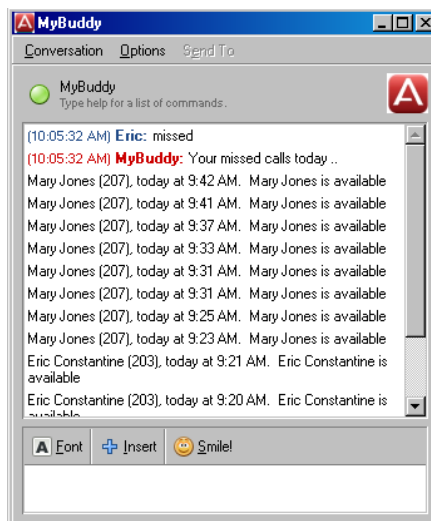 MyBuddy
Conversation Options Send To
MyBuddy
Type help for a list of commands.
(10:05:32 AM) Eric: missed
(10:05:32 AM) MyBuddy: Your missed calls today ..
Mary Jones (207), today at 9:42 AM. Mary Jones is available
Mary Jones (207), today at 9:41 AM. Mary Jones is available
Mary Jones (207), today at 9:37 AM. Mary Jones is available
Mary Jones (207), today at 9:33 AM. Mary Jones is available
Mary Jones (207), today at 9:31 AM. Mary Jones is available
Mary Jones (207), today at 9:31 AM. Mary Jones is available
Mary Jones (207), today at 9:25 AM. Mary Jones is available
Mary Jones (207), today at 9:23 AM. Mary Jones is available
Eric Constantine (203), today at 9:21 AM. Eric Constantine is
available
Eric Constantine (203), today at 9:20 AM. Eric Constantine is
available
A Font Insert Smile!